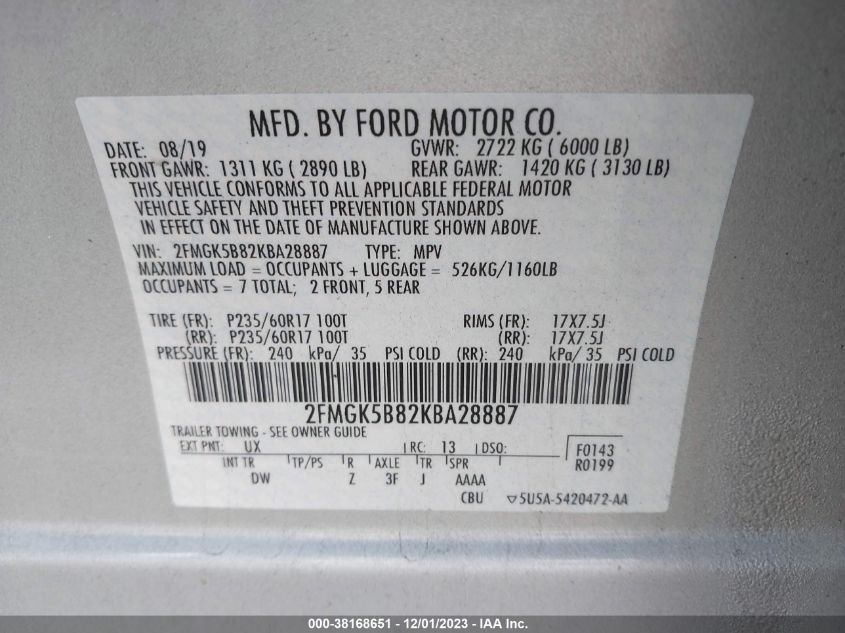 MFD. BY FORD MOTOR CO.
DATE: 08/19 GVWR: 2722 KG ( 6000 LB)
FRONT GAWR: 1311 KG ( 2890 LB) REAR GAWR: 1420 KG ( 3130 LB)
THIS VEHICLE CONFORMS TO ALL APPLICABLE FEDERAL MOTOR
VEHICLE SAFETY AND THEFT PREVENTION STANDARDS
IN EFFECT ON THE DATE OF MANUFACTURE SHOWN ABOVE.
VIN: 2FMGK5B82KBA28887 TYPE: MPV
MAXIMUM LOAD = OCCUPANTS + LUGGAGE = 526KG/1160LB
OCCUPANTS = 7 TOTAL; 2 FRONT, 5 REAR
TIRE (FR): P235/60R17 100T RIMS (FR): 17X7.5J
(RR): P235/60R17 100T (RR): 17X7.5J
PRESSURE (FR): 240 kPa/ 35 PSI COLD (RR): 240 kPa/ 35 PSI COLD
2FMGK5B82KBA28887
TRAILER TOWING - SEE OWNER GUIDE
EXT PNT: UX RC: 13 DSO: F0143
R0199
INT TR TP/PS R AXLE TR SPR
DW Z 3F J AAAA
CBU ▽5U5A-5420472-AA
000-38168651 - 12/01/2023 - IAA Inc.